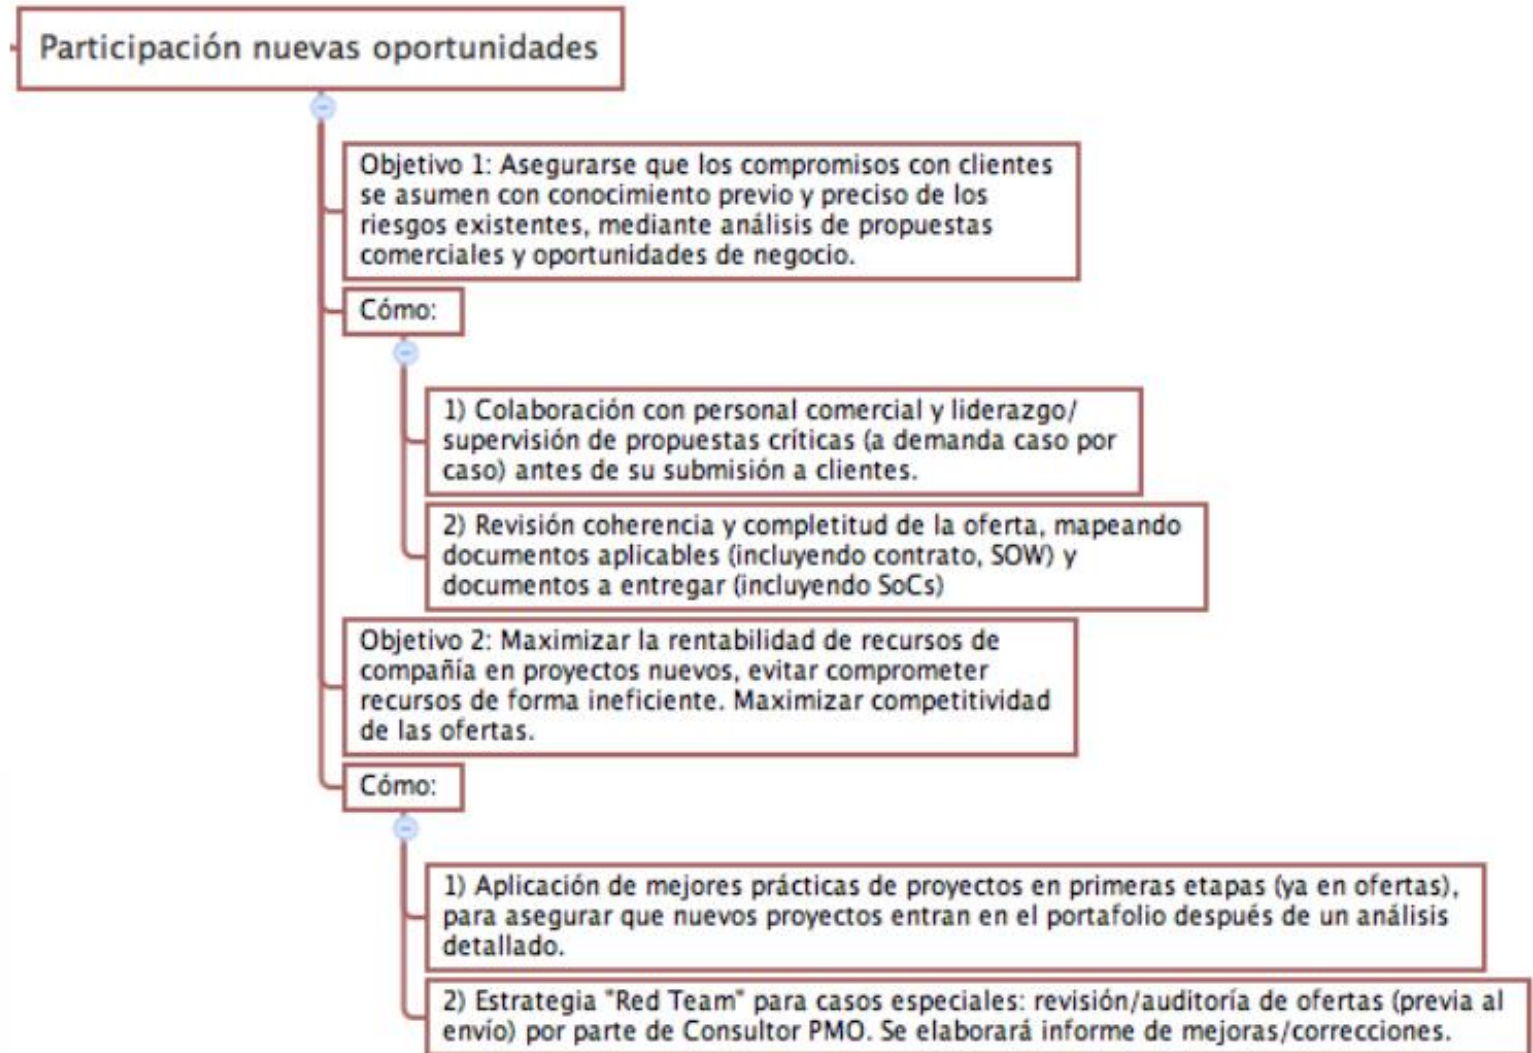 Participación nuevas oportunidades
Objetivo 1: Asegurarse que los compromisos con clientes
se asumen con conocimiento previo y preciso de los
riesgos existentes, mediante análisis de propuestas
comerciales y oportunidades de negocio.
Cómo:
1) Colaboración con personal comercial y liderazgo/
supervisión de propuestas críticas (a demanda caso por
caso) antes de su submisión a clientes.
2) Revisión coherencia y completitud de la oferta, mapeando
documentos aplicables (incluyendo contrato, SOW) y
documentos a entregar (incluyendo SoCs)
Objetivo 2: Maximizar la rentabilidad de recursos de
compañía en proyectos nuevos, evitar comprometer
recursos de forma ineficiente. Maximizar competitividad
de las ofertas.
Cómo:
1) Aplicación de mejores prácticas de proyectos en primeras etapas (ya en ofertas),
para asegurar que nuevos proyectos entran en el portafolio después de un análisis
detallado.
2) Estrategia "Red Team" para casos especiales: revisión/auditoría de ofertas (previa al
envío) por parte de Consultor PMO. Se elaborará informe de mejoras/correcciones.